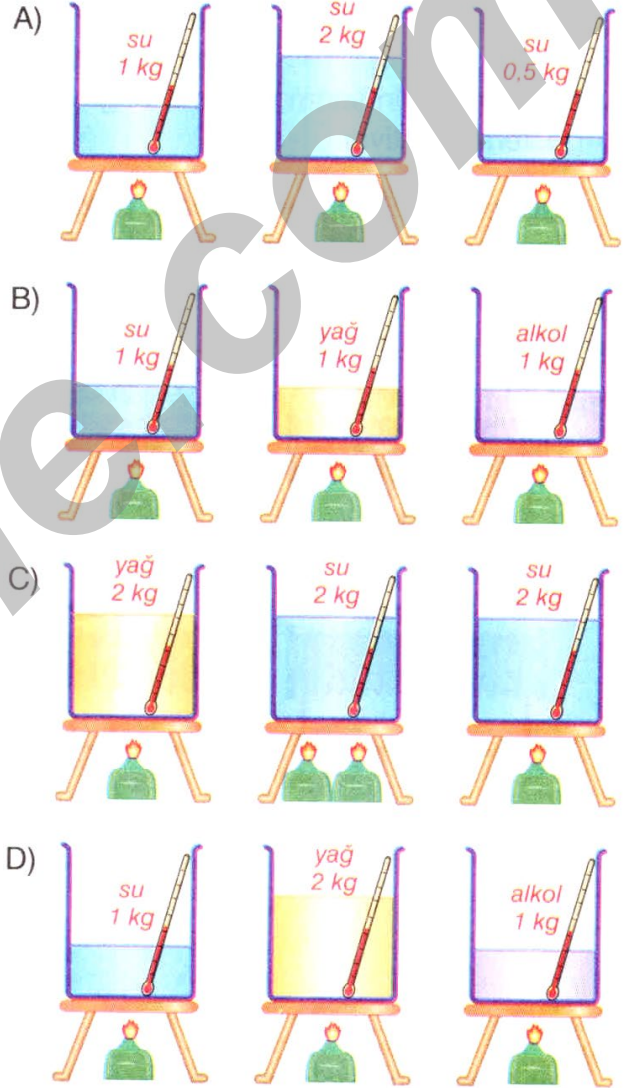 A)
su
1 kg
su
2 kg
su
0,5 kg
B)
su
1 kg
yağ
1 kg
alkol
1 kg
C)
yağ
2 kg
su
2 kg
su
2 kg
D)
su
1 kg
yağ
2 kg
alkol
1 kg
e.com